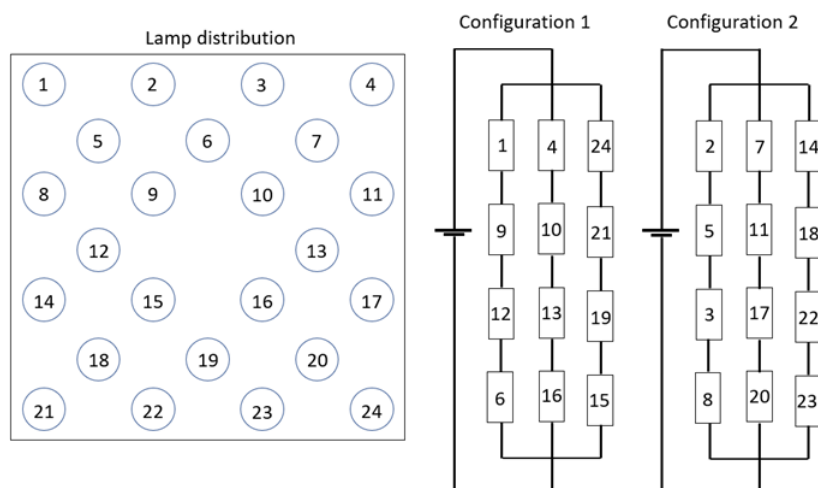 Configuration 1
Configuration 2
Lamp distribution
1 2 3 4
5 6 7
8 9 10 11
12 13
14 15 16 17
18 19 20
21 22 23 24
1 4 24
9 10 21
12 13 19
6 16 15
2 7 14
5 11 18
3 17 22
8 20 23